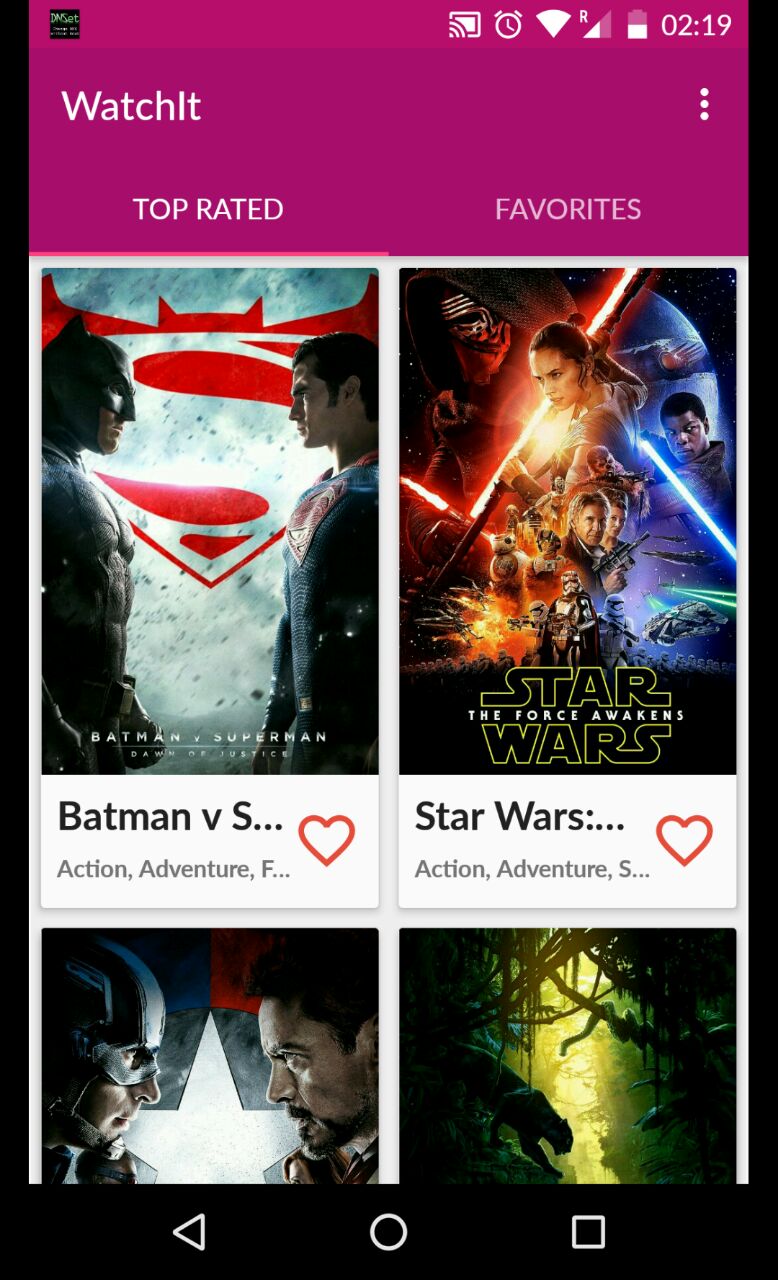 DNSet
02:19
WatchIt
TOP RATED
FAVORITES
BATMAN v SUPERMAN
DAWN OF JUSTICE
STAR
THE FORCE AWAKENS
WARS
Batman v S...
Action, Adventure, F...
Star Wars:...
Action, Adventure, S...